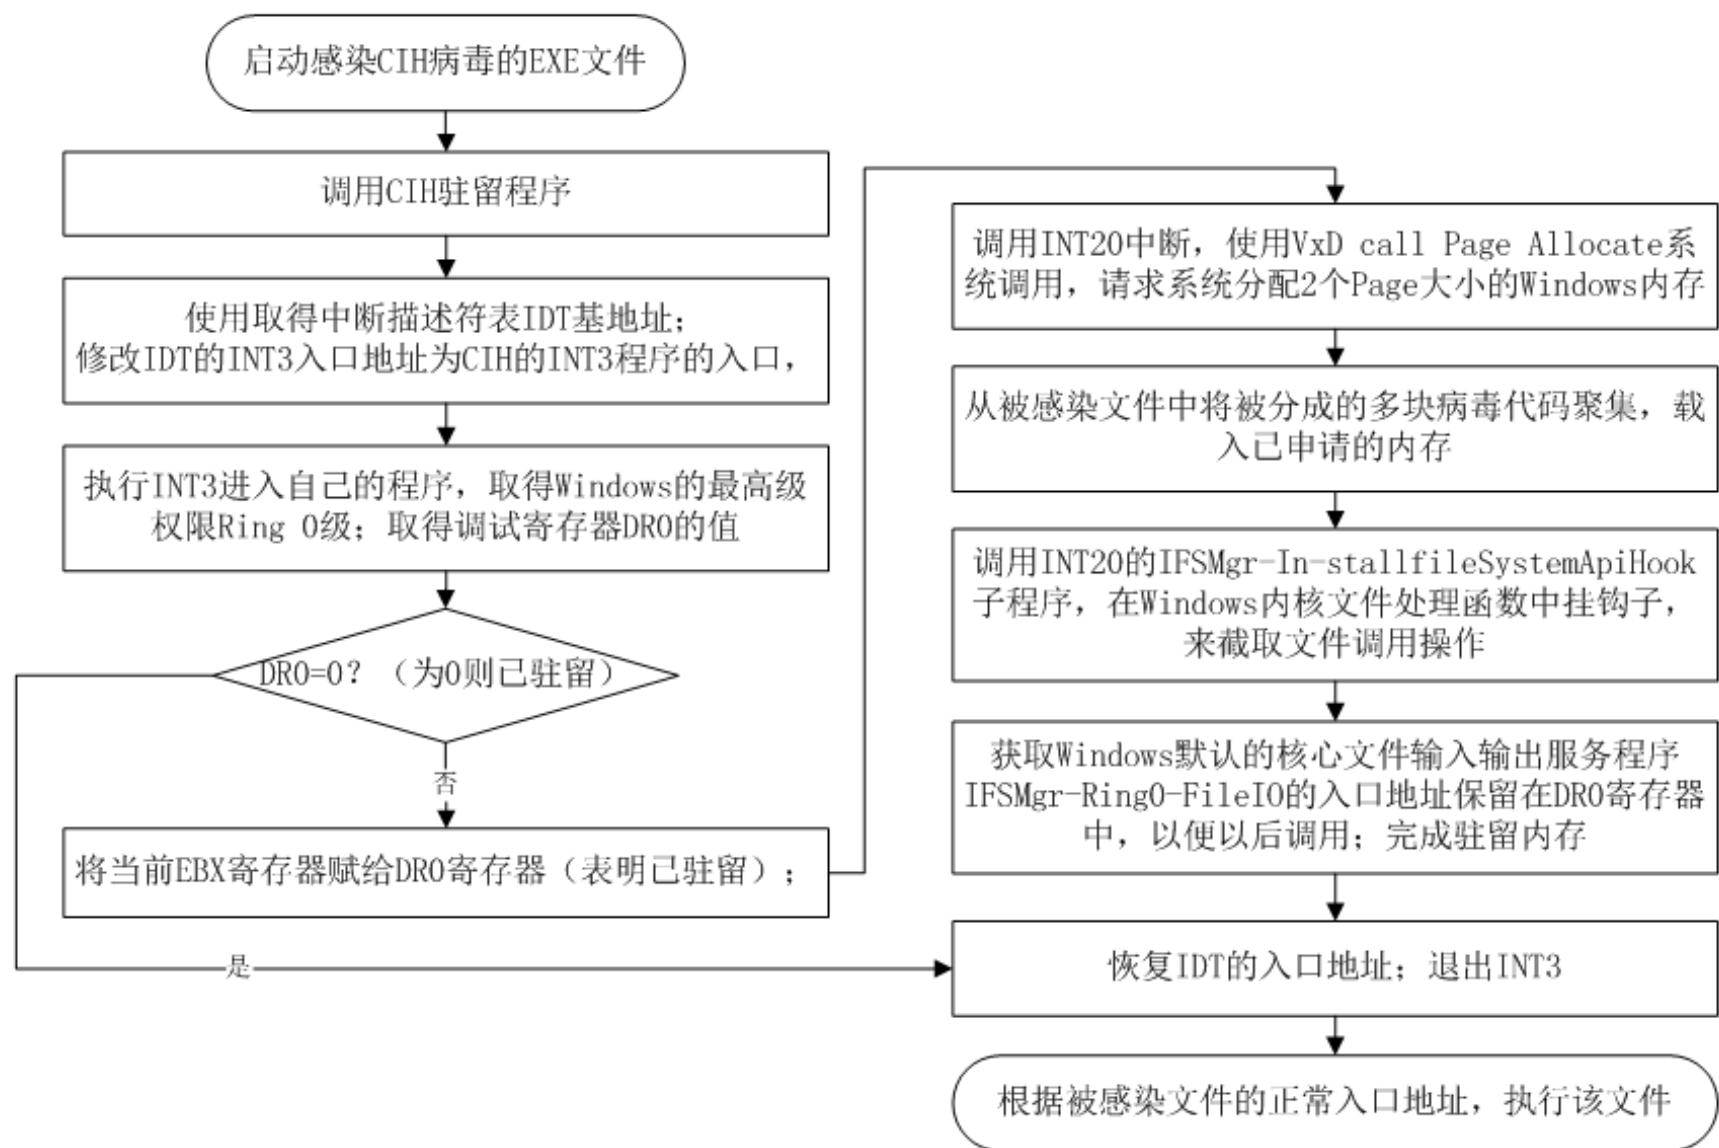 启动感染CIH病毒的EXE文件
调用CIH驻留程序
使用取得中断描述符表IDT基地址；
修改IDT的INT3入口地址为CIH的INT3程序的入口，
执行INT3进入自己的程序，取得Windows的最高级
权限Ring 0级；取得调试寄存器DR0的值
DR0=0？（为0则已驻留）
否
将当前EBX寄存器赋给DR0寄存器（表明已驻留）；
是
调用INT20中断，使用VxD call Page Allocate系
统调用，请求系统分配2个Page大小的Windows内存
从被感染文件中将被分成的多块病毒代码聚集，载
入已申请的内存
调用INT20的IFSMgr-In-stallfileSystemApiHook
子程序，在Windows内核文件处理函数中挂钩子，
来截取文件调用操作
获取Windows默认的核心文件输入输出服务程序
IFSMgr-Ring0-FileIO的入口地址保留在DR0寄存器
中，以便以后调用；完成驻留内存
恢复IDT的入口地址；退出INT3
根据被感染文件的正常入口地址，执行该文件